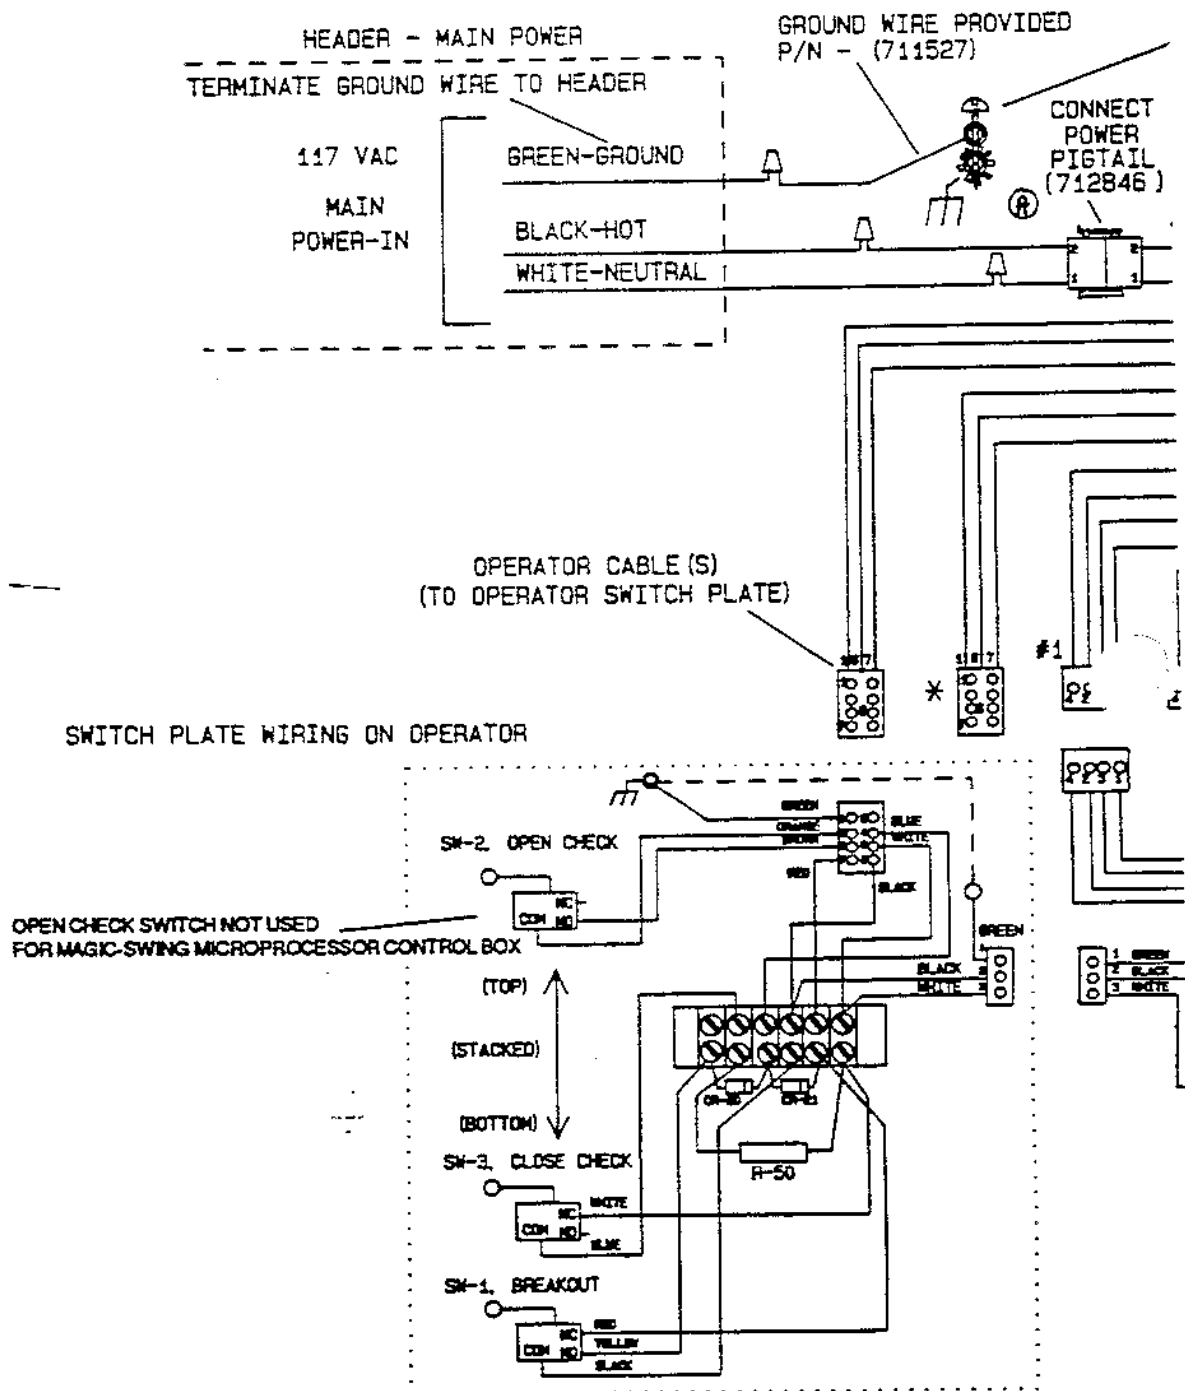 HEADER - MAIN POWER
GROUND WIRE PROVIDED
P/N - (711527)
TERMINATE GROUND WIRE TO HEADER
CONNECT
POWER
PIGTAIL
(712846)
117 VAC
MAIN
POWER-IN
GREEN-GROUND
BLACK-HOT
WHITE-NEUTRAL
2 2
1 1
OPERATOR CABLE(S)
(TO OPERATOR SWITCH PLATE)
#1
*
SWITCH PLATE WIRING ON OPERATOR
GREEN
ORANGE
BROWN
BLUE
WHITE
RED
BLACK
SW-2. OPEN CHECK
NC
COM NO
OPEN CHECK SWITCH NOT USED
FOR MAGIC-SWING MICROPROCESSOR CONTROL BOX
GREEN
BLACK
WHITE
1 GREEN
2 BLACK
3 WHITE
(TOP)
(STACKED)
(BOTTOM)
R-50
SW-3. CLOSE CHECK
NC WHITE
COM NO
BLUE
SW-1. BREAKOUT
NC RED
COM NO YELLOW
BLACK